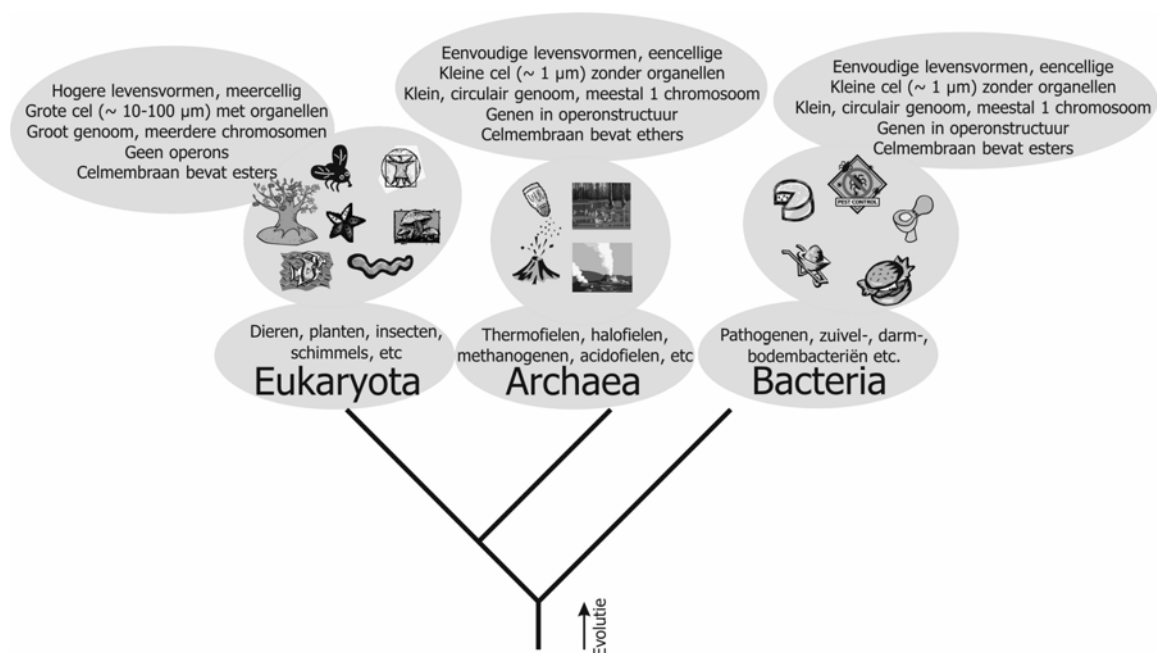 Hogere levensvormen, meercellig
Grote cel (~ 10-100 µm) met organellen
Groot genoom, meerdere chromosomen
Geen operons
Celmembraan bevat esters
Eenvoudige levensvormen, eencellige
Kleine cel (~ 1 µm) zonder organellen
Klein, circulair genoom, meestal 1 chromosoom
Genen in operonstructuur
Celmembraan bevat ethers
Eenvoudige levensvormen, eencellige
Kleine cel (~ 1 µm) zonder organellen
Klein, circulair genoom, meestal 1 chromosoom
Genen in operonstructuur
Celmembraan bevat esters
PEST CONTROL
Dieren, planten, insecten,
schimmels, etc
Eukaryota
Thermofielen, halofielen,
methanogenen, acidofielen, etc
Archaea
Pathogenen, zuivel-, darm-,
bodembacteriën etc.
Bacteria
Evolutie